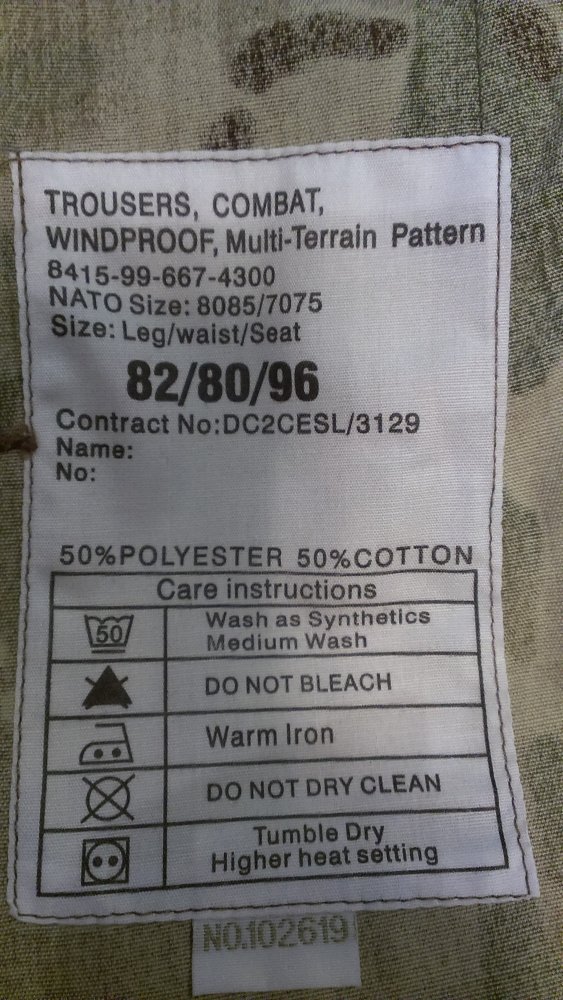 TROUSERS, COMBAT,
WINDPROOF, Multi-Terrain Pattern
8415-99-667-4300
NATO Size: 8085/7075
Size: Leg/waist/Seat
82/80/96
Contract No:DC2CESL/3129
Name:
No:
50%POLYESTER 50%COTTON
Care instructions
50
Wash as Synthetics
Medium Wash
DO NOT BLEACH
Warm Iron
DO NOT DRY CLEAN
Tumble Dry
Higher heat setting
NO.102619